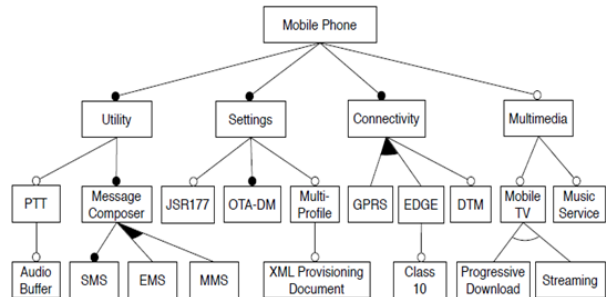 Mobile Phone
Utility
Settings
Connectivity
Multimedia
PTT
Message
Composer
JSR177
OTA-DM
Multi-
Profile
GPRS
EDGE
DTM
Mobile
TV
Music
Service
Audio
Buffer
SMS
EMS
MMS
XML Provisioning
Document
Class
10
Progressive
Download
Streaming